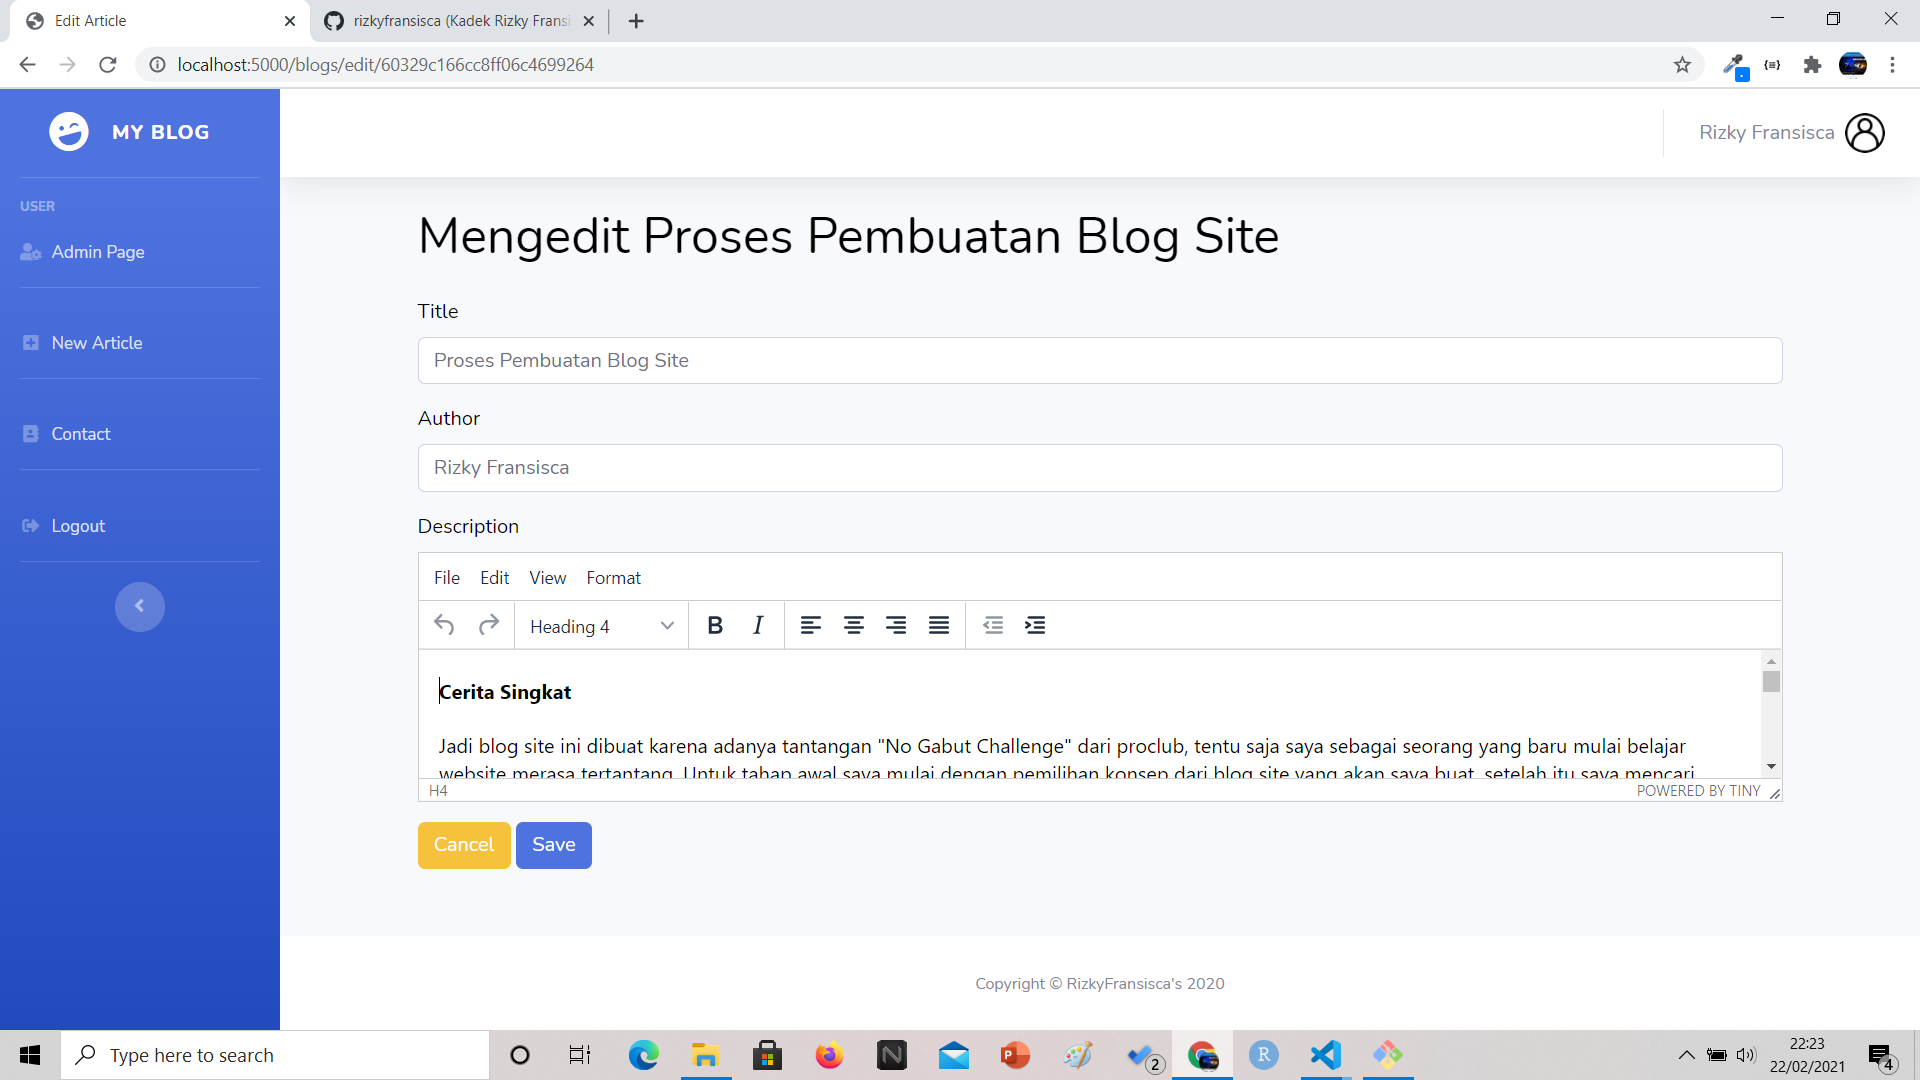 Edit Article
rizkyfransisca (Kadek Rizky Fransi
localhost:5000/blogs/edit/60329c166cc8ff06c4699264
MY BLOG
Rizky Fransisca
USER
Admin Page
New Article
Contact
Logout
Mengedit Proses Pembuatan Blog Site
Title
Proses Pembuatan Blog Site
Author
Rizky Fransisca
Description
File Edit View Format
Heading 4 B I
Cerita Singkat
Jadi blog site ini dibuat karena adanya tantangan "No Gabut Challenge" dari proclub, tentu saja saya sebagai seorang yang baru mulai belajar
website merasa tertantang. Untuk tahap awal saya mulai dengan pemilihan konsep dari blog site yang akan saya buat, setelah itu saya mencari
H4 POWERED BY TINY
Cancel Save
Copyright © RizkyFransisca's 2020
Type here to search
2
22:23
22/02/2021
4